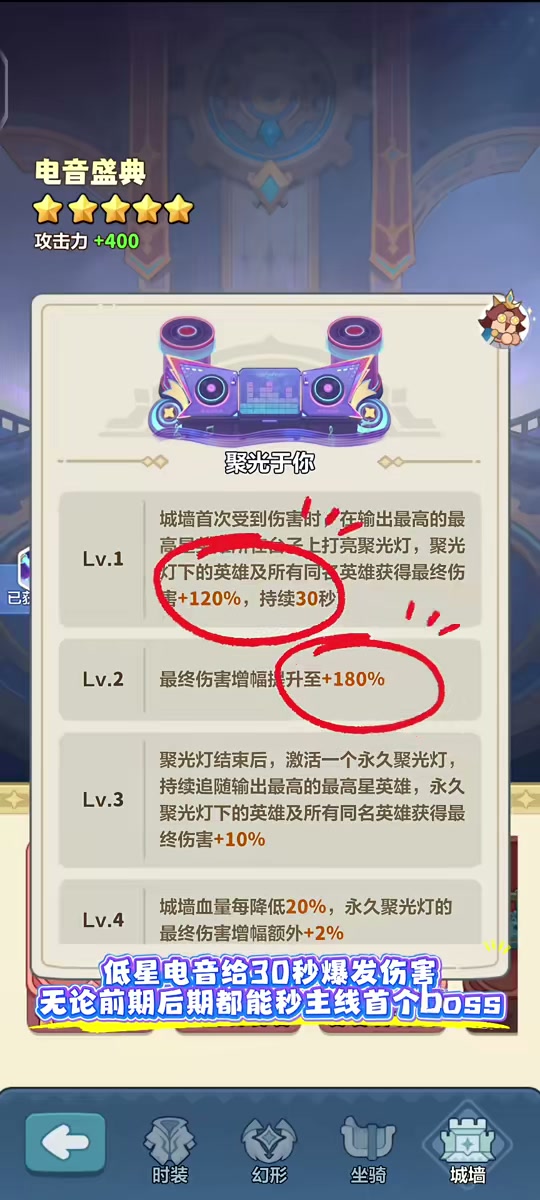 电音盛典
攻击力 +400
聚光于你
Lv.1
城墙首次受到伤害时，在输出最高的最
高星英雄所在台子上打亮聚光灯，聚光
灯下的英雄及所有同名英雄获得最终伤
害+120%，持续30秒
Lv.2
最终伤害增幅提升至+180%
Lv.3
聚光灯结束后，激活一个永久聚光灯，
持续追随输出最高的最高星英雄，永久
聚光灯下的英雄及所有同名英雄获得最
终伤害+10%
Lv.4
城墙血量每降低20%，永久聚光灯的
最终伤害增幅额外+2%
低星电音给30秒爆发伤害
无论前期后期都能秒主线首个boss
时装
幻形
坐骑
城墙